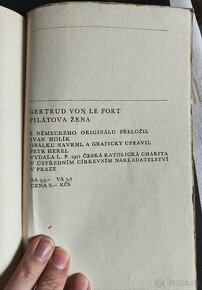 GERTRUD VON LE FORT
PILÁTOVA ŽENA
Z NĚMECKÉHO ORIGINÁLU PŘELOŽIL
IVAN HOLÍK
OBÁLKU NAVRHL A GRAFICKY UPRAVIL
PETR HEREL
VYDALA L. P. 1971 ČESKÁ KATOLICKÁ CHARITA
V ÚSTŘEDNÍM CÍRKEVNÍM NAKLADATELSTVÍ
V PRAZE
CENA 9,– KČS